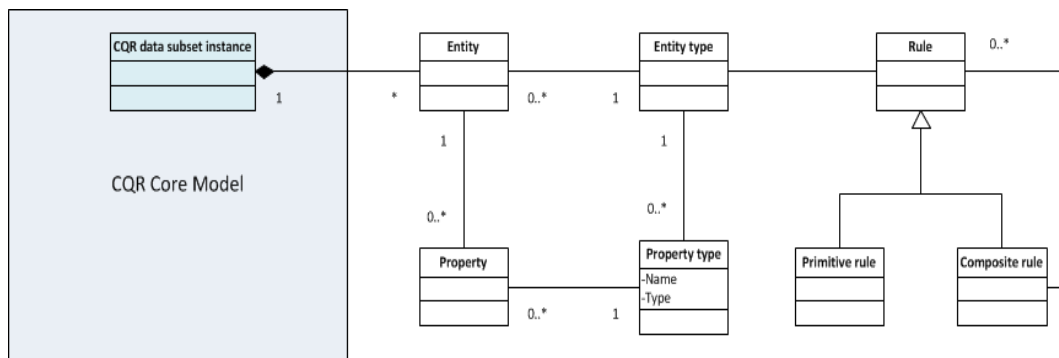 CQR data subset instance
Entity
Entity type
Rule
0..*
1
*
0..*
1
1
1
CQR Core Model
0..*
0..*
Property
Property type
-Name
-Type
Primitive rule
Composite rule
0..*
1